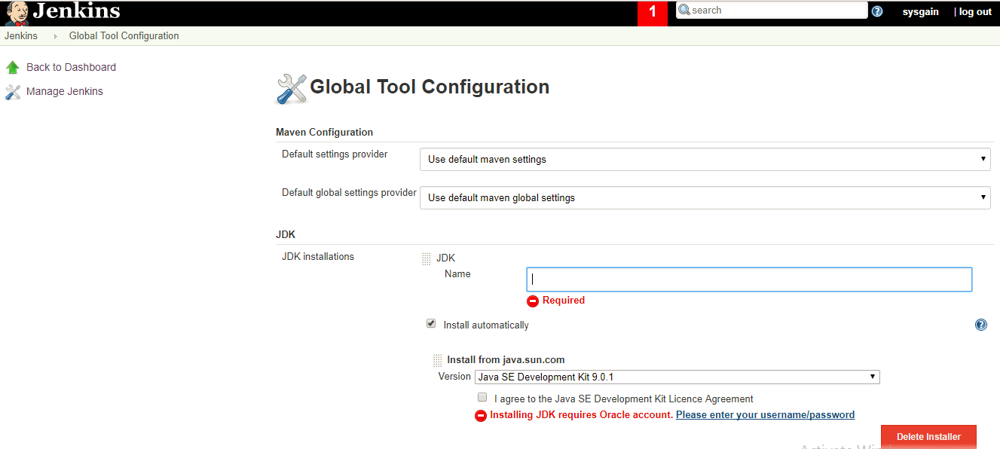 Jenkins
1
search
sysgain
| log out
Jenkins
Global Tool Configuration
Back to Dashboard
Manage Jenkins
Global Tool Configuration
Maven Configuration
Default settings provider
Use default maven settings
Default global settings provider
Use default maven global settings
JDK
JDK installations
JDK
Name
Required
Install automatically
Install from java.sun.com
Version
Java SE Development Kit 9.0.1
I agree to the Java SE Development Kit Licence Agreement
Installing JDK requires Oracle account. Please enter your username/password
Delete Installer